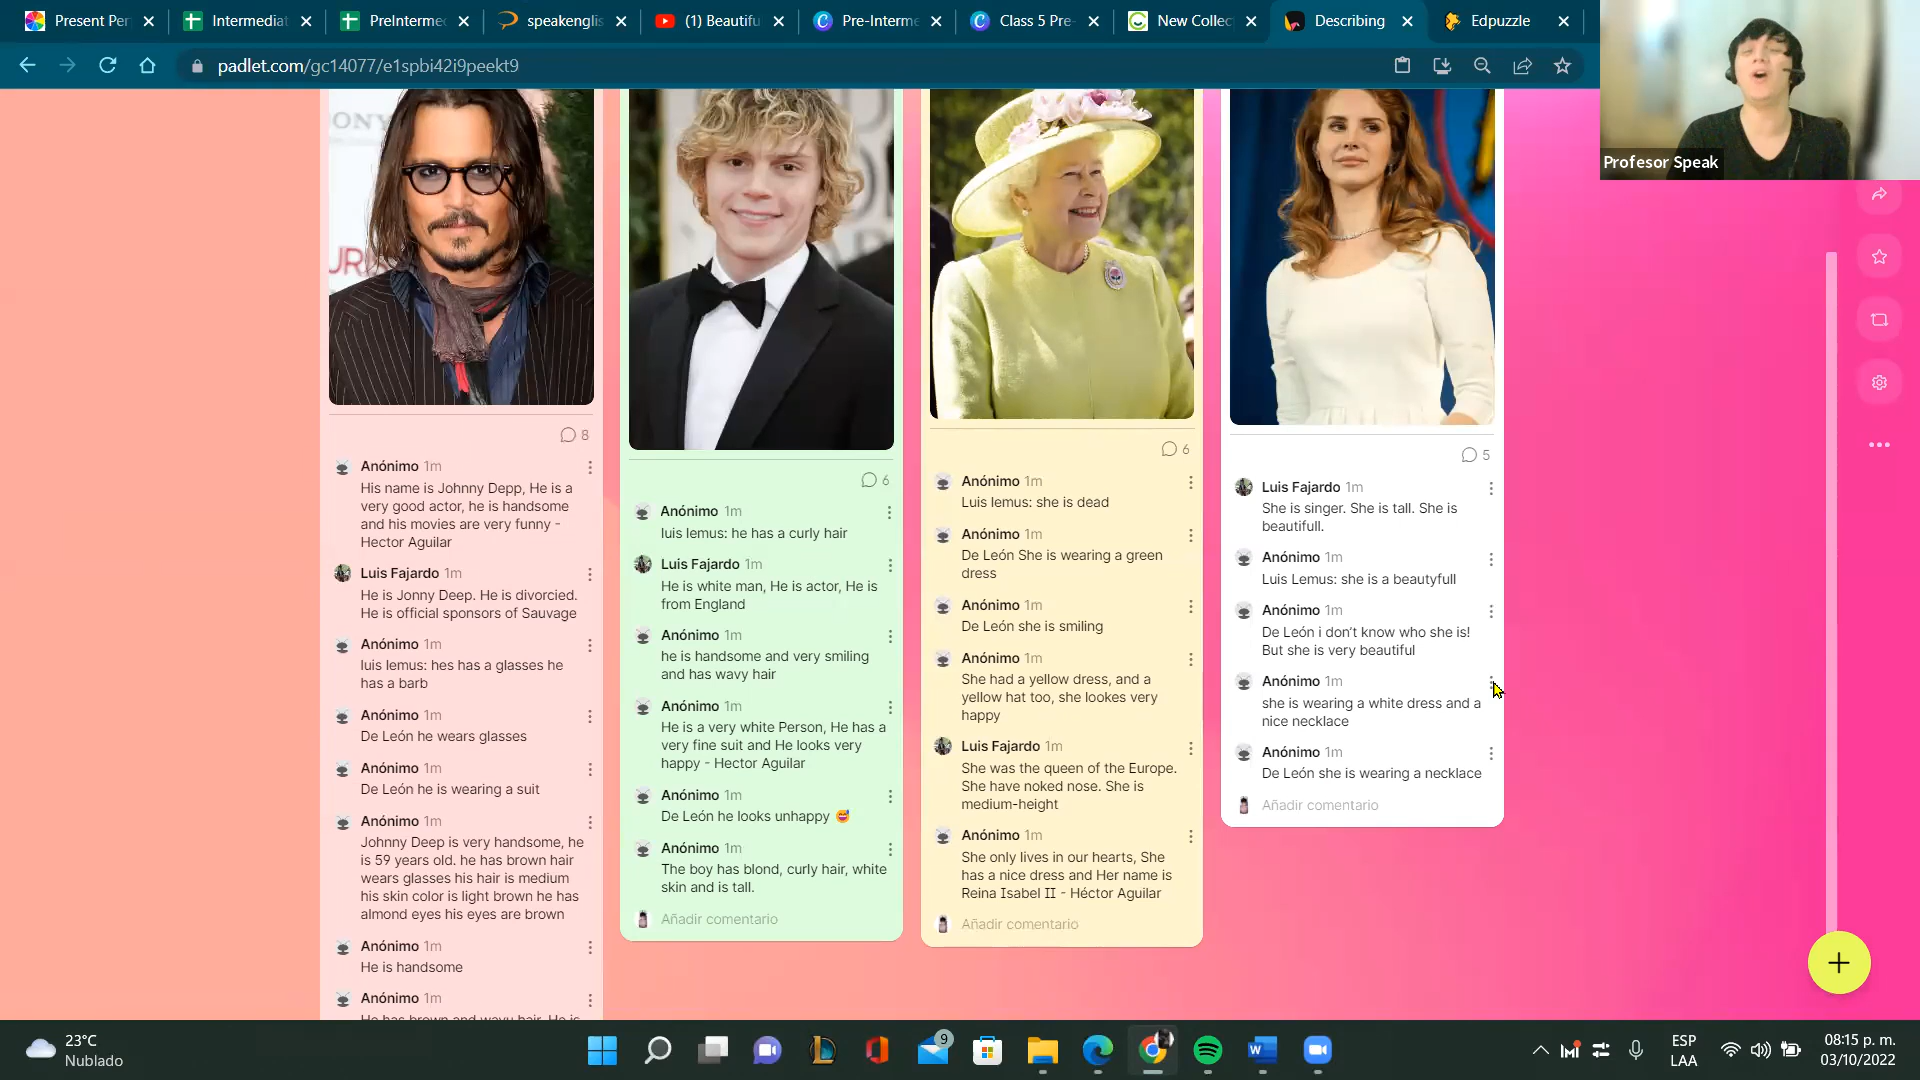 Present Per
Intermediat
PreIntermed
speakenglis
(1) Beautifu
Pre-Interme
Class 5 Pre-
New Collec
Describing
Edpuzzle
padlet.com/gc14077/e1spbi42i9peekt9
Profesor Speak
8
Anónimo 1m
His name is Johnny Depp, He is a
very good actor, he is handsome
and his movies are very funny -
Hector Aguilar
Luis Fajardo 1m
He is Jonny Deep. He is divorcied.
He is official sponsors of Sauvage
Anónimo 1m
luis lemus: hes has a glasses he
has a barb
Anónimo 1m
De León he wears glasses
Anónimo 1m
De León he is wearing a suit
Anónimo 1m
Johnny Deep is very handsome, he
is 59 years old. he has brown hair
wears glasses his hair is medium
his skin color is light brown he has
almond eyes his eyes are brown
Anónimo 1m
He is handsome
Anónimo 1m
He has brown and wavy hair. He is
6
Anónimo 1m
luis lemus: he has a curly hair
Luis Fajardo 1m
He is white man, He is actor, He is
from England
Anónimo 1m
he is handsome and very smiling
and has wavy hair
Anónimo 1m
He is a very white Person, He has a
very fine suit and He looks very
happy - Hector Aguilar
Anónimo 1m
De León he looks unhappy 😅
Anónimo 1m
The boy has blond, curly hair, white
skin and is tall.
Añadir comentario
6
Anónimo 1m
Luis lemus: she is dead
Anónimo 1m
De León She is wearing a green
dress
Anónimo 1m
De León she is smiling
Anónimo 1m
She had a yellow dress, and a
yellow hat too, she lookes very
happy
Luis Fajardo 1m
She was the queen of the Europe.
She have noked nose. She is
medium-height
Anónimo 1m
She only lives in our hearts, She
has a nice dress and Her name is
Reina Isabel II - Héctor Aguilar
Añadir comentario
5
Luis Fajardo 1m
She is singer. She is tall. She is
beautifull.
Anónimo 1m
Luis Lemus: she is a beautyfull
Anónimo 1m
De León i don't know who she is!
But she is very beautiful
Anónimo 1m
she is wearing a white dress and a
nice necklace
Anónimo 1m
De León she is wearing a necklace
Añadir comentario
23°C
Nublado
9
ESP
LAA
08:15 p. m.
03/10/2022